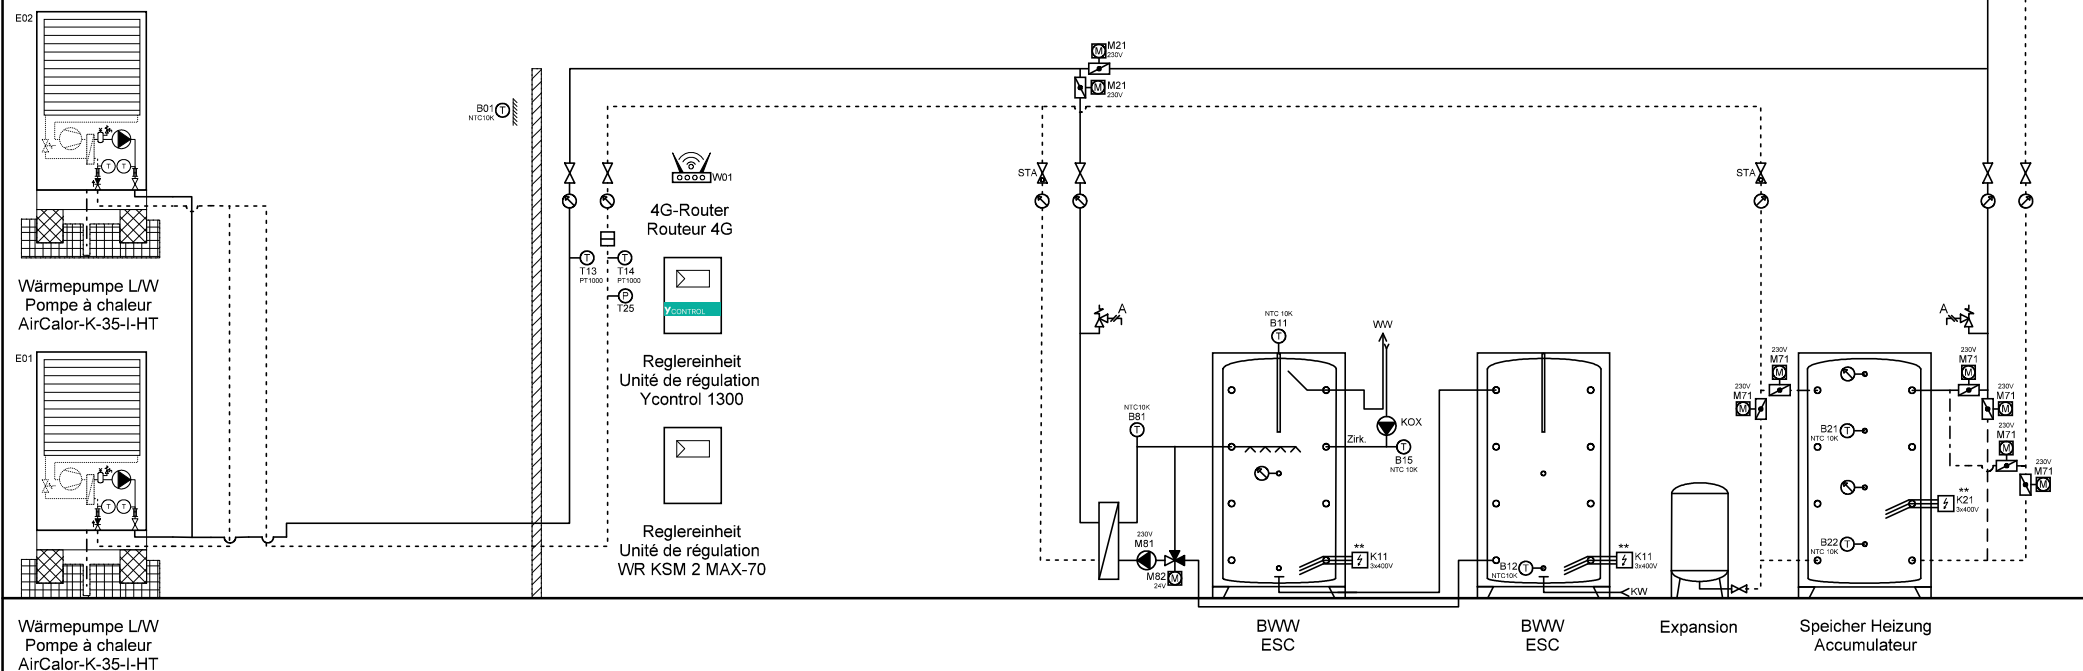 E02
Wärmepumpe L/W
Pompe à chaleur
AirCalor-K-35-I-HT
E01
Wärmepumpe L/W
Pompe à chaleur
AirCalor-K-35-I-HT
T
T
T
T
B01
NTC10K
T
T
T13
PT1000
T
T14
PT1000
P
T25
W01
4G-Router
Routeur 4G
YCONTROL
Reglereinheit
Unité de régulation
Ycontrol 1300
Reglereinheit
Unité de régulation
WR KSM 2 MAX-70
M
M21
230V
M
M21
230V
STA
A
NTC10K
B81
T
230V
M81
M82
24V
M
NTC 10K
B11
T
WW
KOX
Zirk.
T
B15
NTC 10K
**
K11
3x400V
BWW
ESC
B12
NTC10K
T
**
K11
3x400V
KW
BWW
ESC
Expansion
STA
230V
M71
M
230V
M71
M
B21
NTC 10K
T
B22
NTC 10K
T
**
K21
3x400V
A
230V
M71
M
230V
M71
M
230V
M71
M
230V
M71
M
Speicher Heizung
Accumulateur